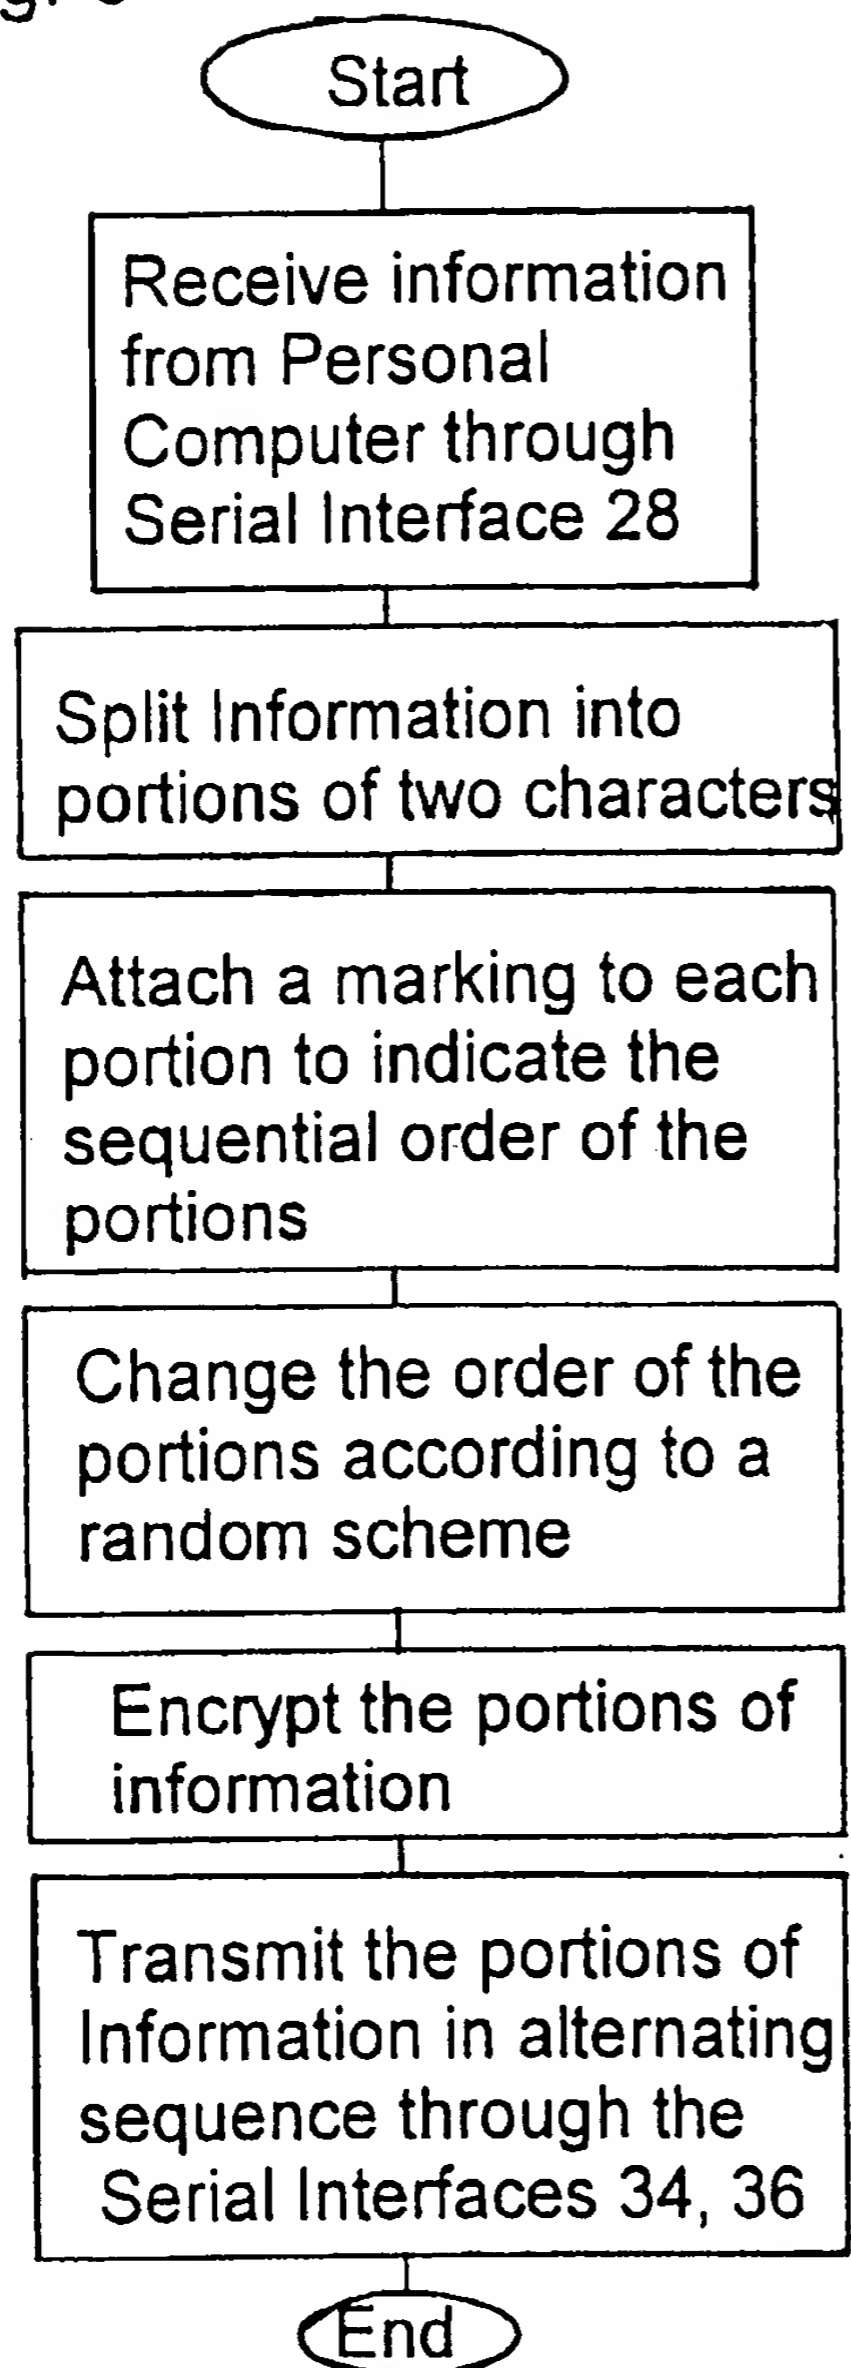 Start
Receive information
from Personal
Computer through
Serial Interface 28
Split Information into
portions of two characters
Attach a marking to each
portion to indicate the
sequential order of the
portions
Change the order of the
portions according to a
random scheme
Encrypt the portions of
information
Transmit the portions of
Information in alternating
sequence through the
Serial Interfaces 34, 36
End